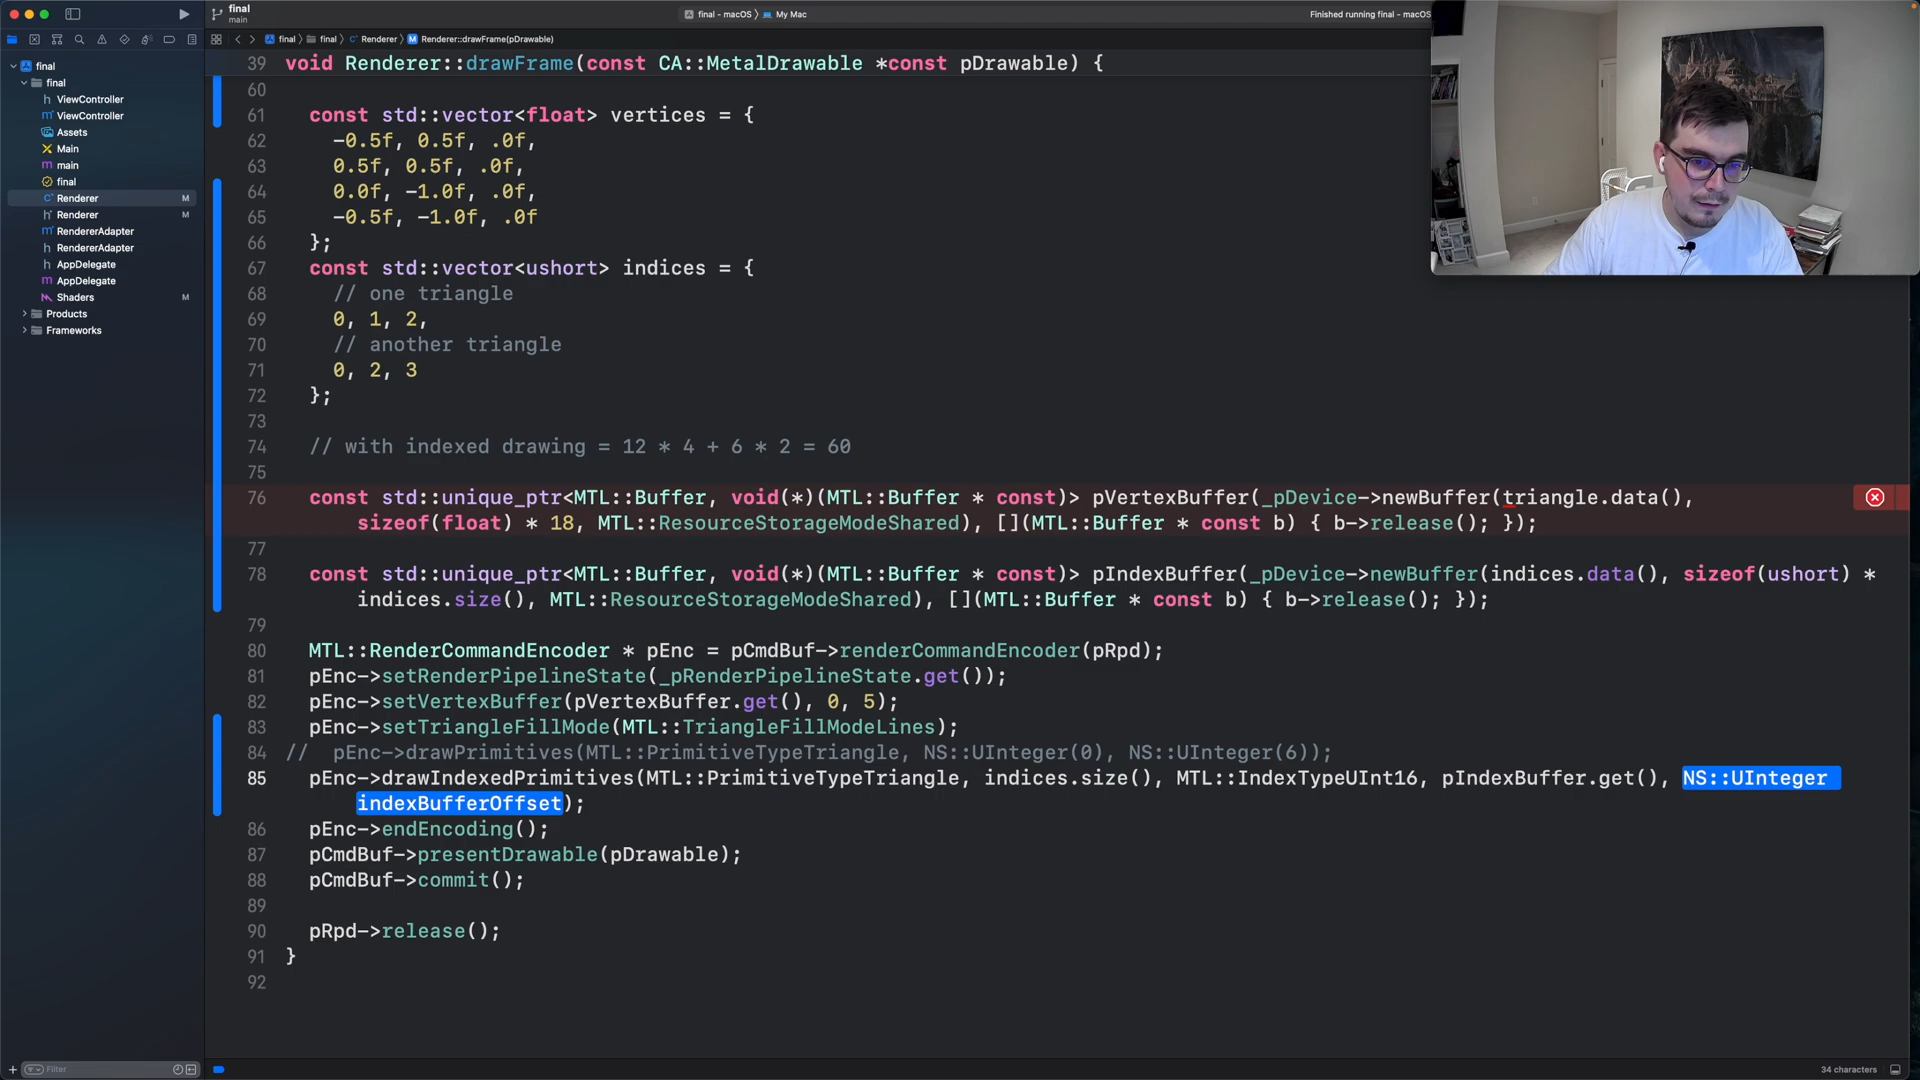 final
main
final – macOS
My Mac
Finished running final – macOS
final
final
Renderer
Renderer::drawFrame(pDrawable)
final
final
ViewController
ViewController
Assets
Main
main
final
Renderer M
Renderer M
RendererAdapter
RendererAdapter
AppDelegate
AppDelegate
Shaders M
Products
Frameworks
Filter
39 void Renderer::drawFrame(const CA::MetalDrawable *const pDrawable) {
60
61 const std::vector<float> vertices = {
62 -0.5f, 0.5f, .0f,
63 0.5f, 0.5f, .0f,
64 0.0f, -1.0f, .0f,
65 -0.5f, -1.0f, .0f
66 };
67 const std::vector<ushort> indices = {
68 // one triangle
69 0, 1, 2,
70 // another triangle
71 0, 2, 3
72 };
73
74 // with indexed drawing = 12 * 4 + 6 * 2 = 60
75
76 const std::unique_ptr<MTL::Buffer, void(*)(MTL::Buffer * const)> pVertexBuffer(_pDevice->newBuffer(triangle.data(),
sizeof(float) * 18, MTL::ResourceStorageModeShared), [](MTL::Buffer * const b) { b->release(); });
77
78 const std::unique_ptr<MTL::Buffer, void(*)(MTL::Buffer * const)> pIndexBuffer(_pDevice->newBuffer(indices.data(), sizeof(ushort) *
indices.size(), MTL::ResourceStorageModeShared), [](MTL::Buffer * const b) { b->release(); });
79
80 MTL::RenderCommandEncoder * pEnc = pCmdBuf->renderCommandEncoder(pRpd);
81 pEnc->setRenderPipelineState(_pRenderPipelineState.get());
82 pEnc->setVertexBuffer(pVertexBuffer.get(), 0, 5);
83 pEnc->setTriangleFillMode(MTL::TriangleFillModeLines);
84 // pEnc->drawPrimitives(MTL::PrimitiveTypeTriangle, NS::UInteger(0), NS::UInteger(6));
85 pEnc->drawIndexedPrimitives(MTL::PrimitiveTypeTriangle, indices.size(), MTL::IndexTypeUInt16, pIndexBuffer.get(), NS::UInteger
indexBufferOffset);
86 pEnc->endEncoding();
87 pCmdBuf->presentDrawable(pDrawable);
88 pCmdBuf->commit();
89
90 pRpd->release();
91 }
92
34 characters